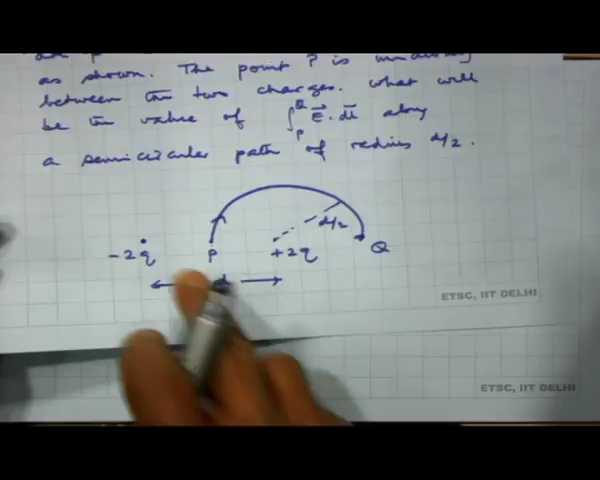 as shown. The point P is midway
between the two charges. What will
be the value of ∫_P^Q E⃗ . dl⃗ along
a semicircular path of radius d/2.
d/2
-2q P +2q Q
d
ETSC, IIT DELHI
ETSC, IIT DELHI